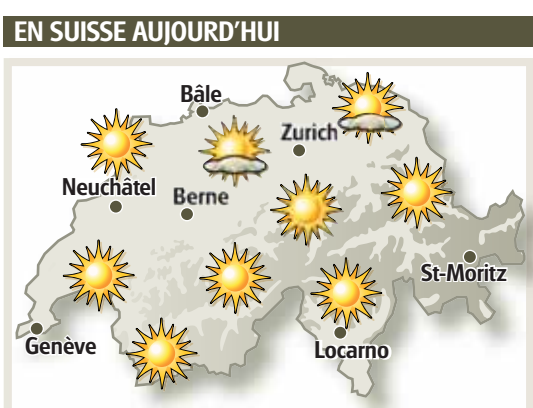 EN SUISSE AUJOURD'HUI
Bâle
Zurich
Neuchâtel
Berne
St-Moritz
Genève
Locarno